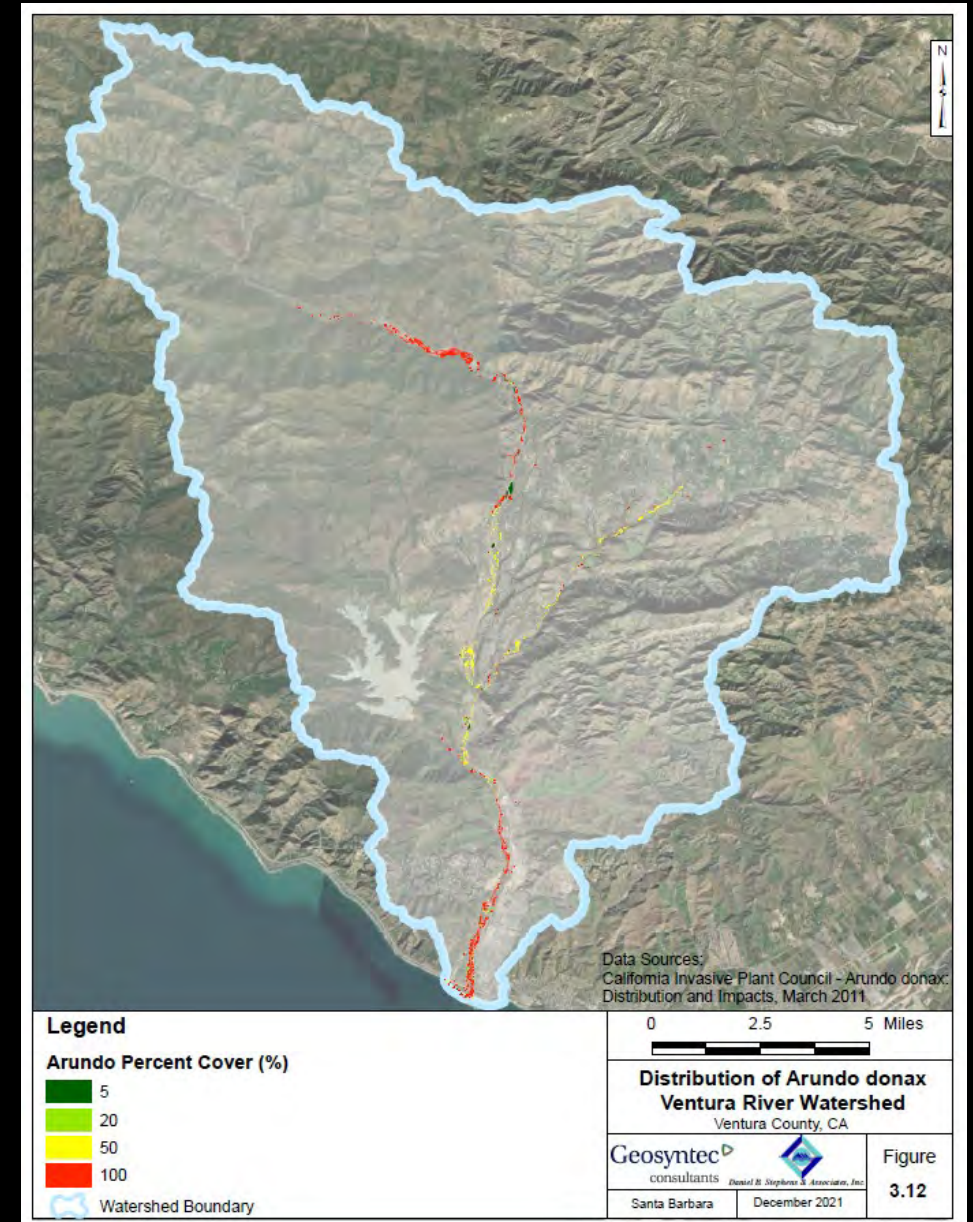 N
Data Sources:
California Invasive Plant Council - Arundo donax:
Distribution and Impacts, March 2011
Legend
Arundo Percent Cover (%)
5
20
50
100
Watershed Boundary
0 2.5 5 Miles
Distribution of Arundo donax
Ventura River Watershed
Ventura County, CA
Geosyntec
consultants
Daniel B. Stephens & Associates, Inc.
Santa Barbara
December 2021
Figure
3.12